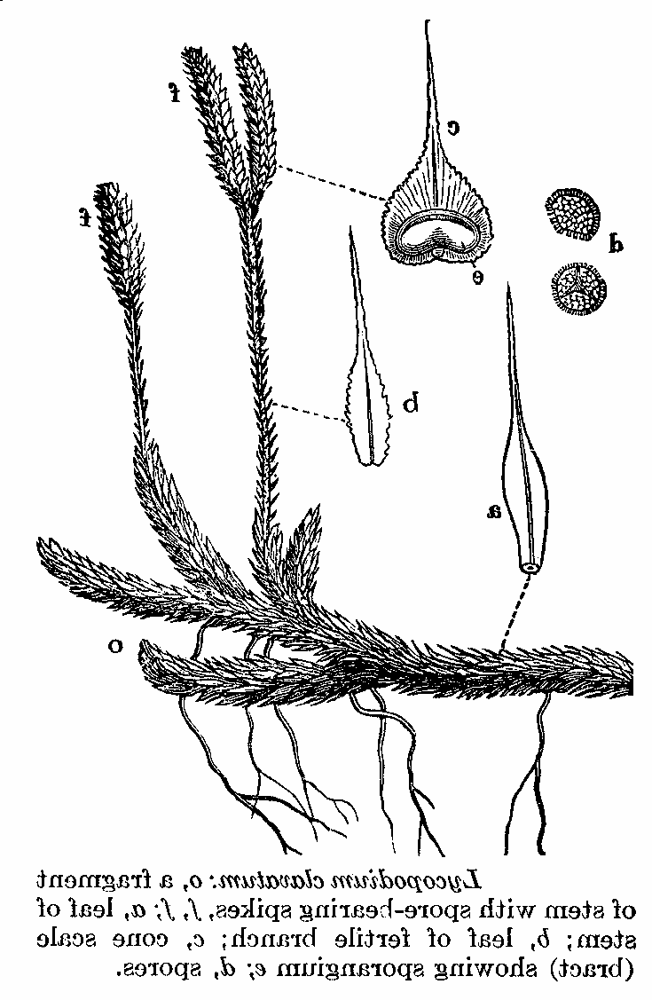 f
f
c
d
e
b
a
o
Lycopodium clavatum: o, a fragment
of stem with spore-bearing spikes, f, f; a, leaf of
stem; b, leaf of fertile branch; c, cone scale
(bract) showing sporangium e; d, spores.